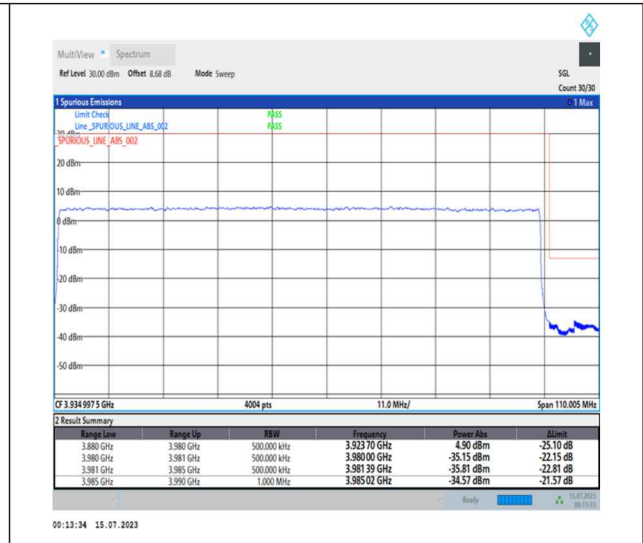 MultiView Spectrum
Ref Level 30.00 dBm Offset 8.68 dB Mode Sweep SGL
Count 30/30
1 Spurious Emissions 1 Max
Limit Check PASS
Line _SPURIOUS_LINE_ABS_002 PASS
_SPURIOUS_LINE_ABS_002
20 dBm
10 dBm
0 dBm
-10 dBm
-20 dBm
-30 dBm
-40 dBm
-50 dBm
CF 3.934 997 5 GHz 4004 pts 11.0 MHz/ Span 110.005 MHz
2 Result Summary
Range Low Range Up RBW Frequency Power Abs ΔLimit
3.880 GHz 3.980 GHz 500.000 kHz 3.923 70 GHz 4.90 dBm -25.10 dB
3.980 GHz 3.981 GHz 500.000 kHz 3.980 00 GHz -35.15 dBm -22.15 dB
3.981 GHz 3.985 GHz 500.000 kHz 3.981 39 GHz -35.81 dBm -22.81 dB
3.985 GHz 3.990 GHz 1.000 MHz 3.985 02 GHz -34.57 dBm -21.57 dB
Ready 15.07.2023
00:13:33
00:13:34 15.07.2023